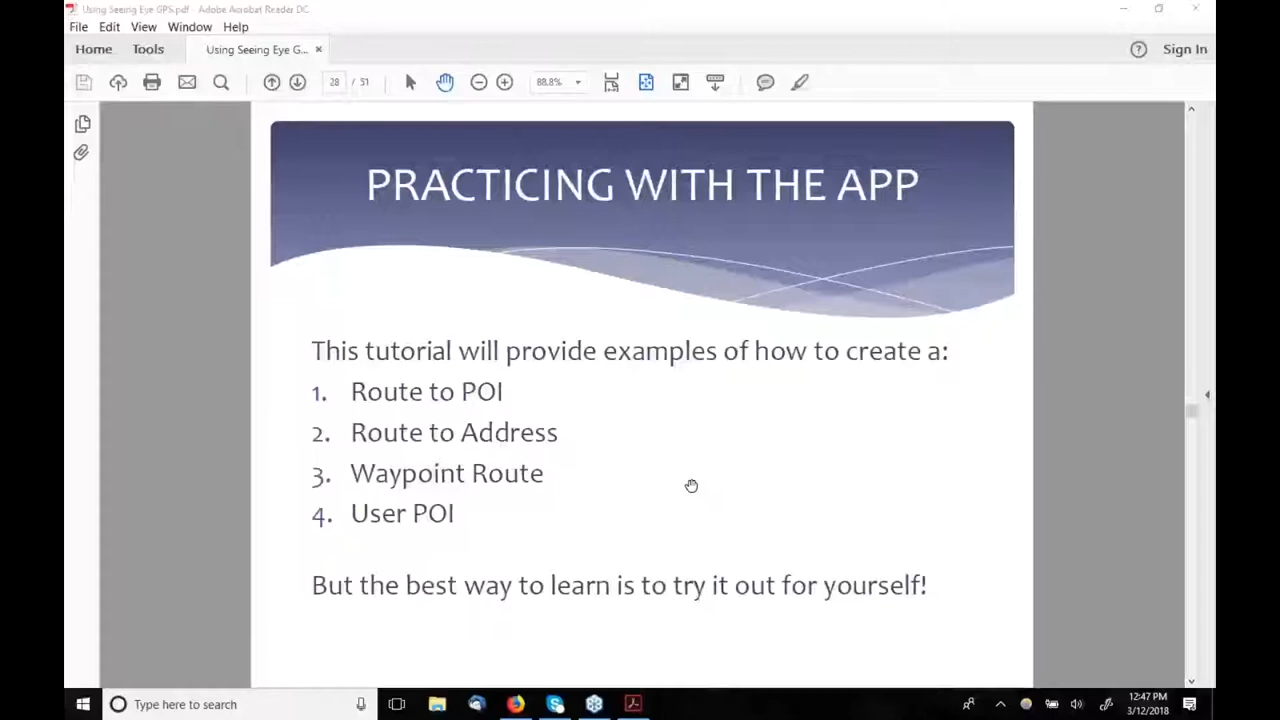 Using Seeing Eye GPS.pdf - Adobe Acrobat Reader DC
File Edit View Window Help
Home Tools Using Seeing Eye G... × Sign In
28 / 51 88.8%
PRACTICING WITH THE APP
This tutorial will provide examples of how to create a:
1. Route to POI
2. Route to Address
3. Waypoint Route
4. User POI
But the best way to learn is to try it out for yourself!
Type here to search
12:47 PM
3/12/2018